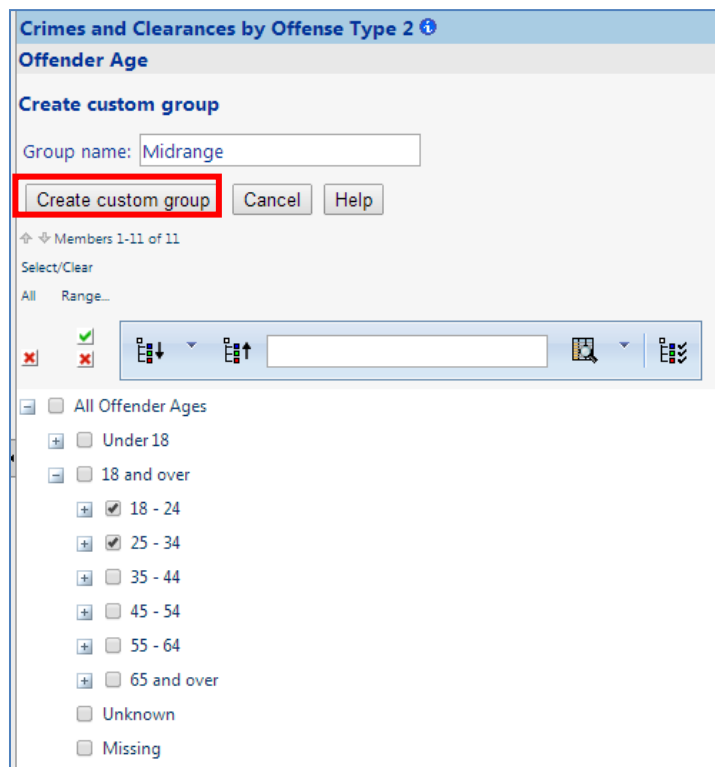 Crimes and Clearances by Offense Type 2
Offender Age
Create custom group
Group name: Midrange
Create custom group Cancel Help
Members 1-11 of 11
Select/Clear
All Range...
All Offender Ages
Under 18
18 and over
18 - 24
25 - 34
35 - 44
45 - 54
55 - 64
65 and over
Unknown
Missing